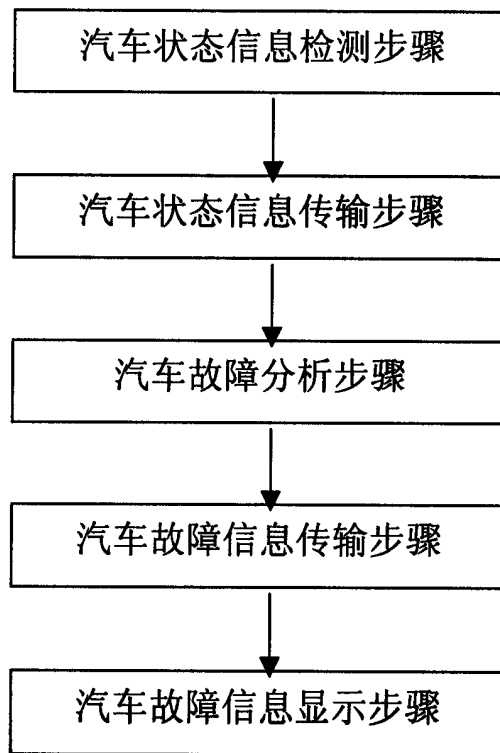 汽车状态信息检测步骤
汽车状态信息传输步骤
汽车故障分析步骤
汽车故障信息传输步骤
汽车故障信息显示步骤